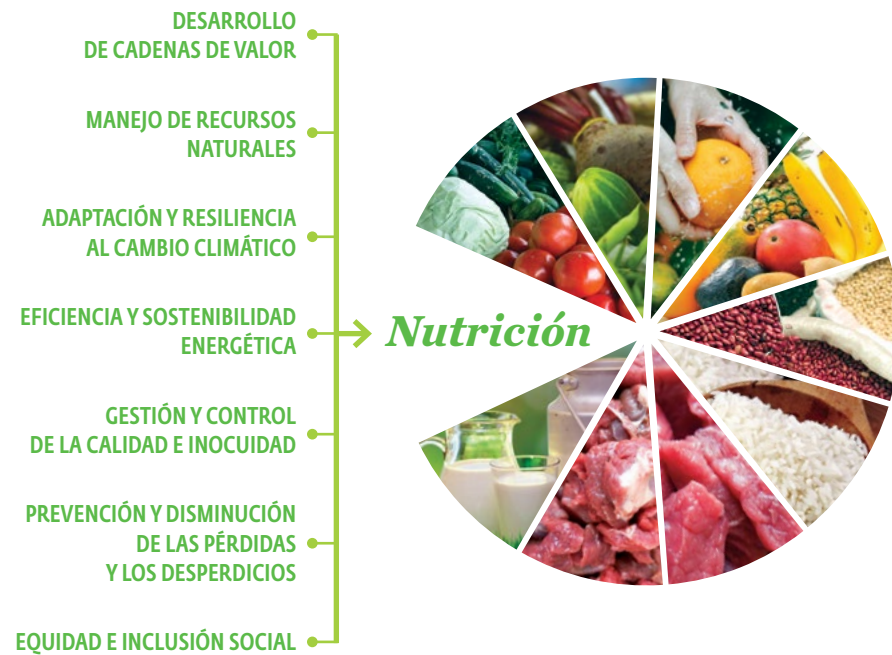 DESARROLLO
DE CADENAS DE VALOR
MANEJO DE RECURSOS
NATURALES
ADAPTACIÓN Y RESILIENCIA
AL CAMBIO CLIMÁTICO
EFICIENCIA Y SOSTENIBILIDAD
ENERGÉTICA
Nutrición
GESTIÓN Y CONTROL
DE LA CALIDAD E INOCUIDAD
PREVENCIÓN Y DISMINUCIÓN
DE LAS PÉRDIDAS
Y LOS DESPERDICIOS
EQUIDAD E INCLUSIÓN SOCIAL